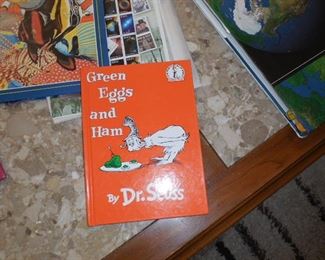 Green
Eggs
and
Ham
By Dr. Seuss